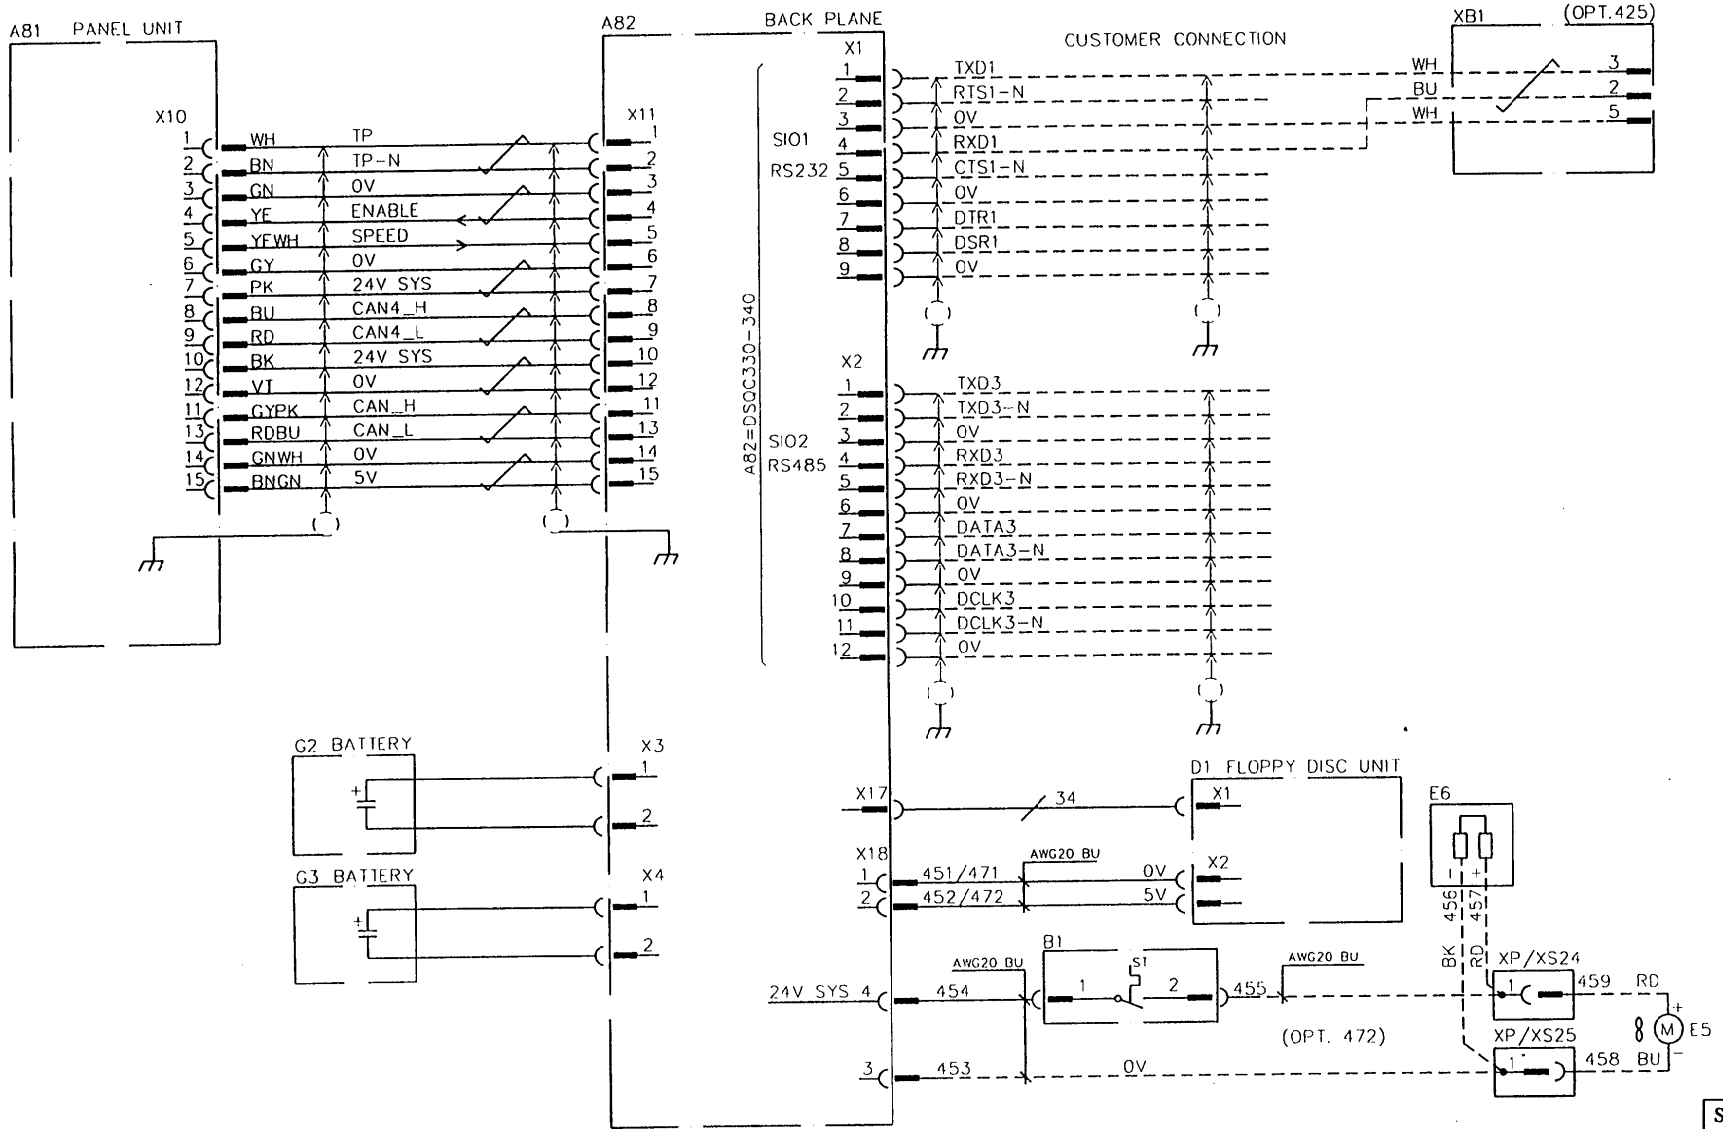 A81 PANEL UNIT
X10
1 WH TP
2 BN TP-N
3 GN 0V
4 YE ENABLE
5 YEWH SPEED
6 GY 0V
7 PK 24V SYS
8 BU CAN4_H
9 RD CAN4_L
10 BK 24V SYS
12 VT 0V
11 GYPK CAN_H
13 RDBU CAN_L
14 GNWH 0V
15 BNGN 5V
A82 BACK PLANE
X11
1
2
3
4
5
6
7
8
9
10
12
11
13
14
15
A82=DSQC330-340
CUSTOMER CONNECTION
X1
SIO1
RS232
1 TXD1
2 RTS1-N
3 0V
4 RXD1
5 CTS1-N
6 0V
7 DTR1
8 DSR1
9 0V
XB1 (OPT.425)
WH 3
BU 2
WH 5
X2
SIO2
RS485
1 TXD3
2 TXD3-N
3 0V
4 RXD3
5 RXD3-N
6 0V
7 DATA3
8 DATA3-N
9 0V
10 DCLK3
11 DCLK3-N
12 0V
G2 BATTERY
+
X3
1
2
G3 BATTERY
+
X4
1
2
D1 FLOPPY DISC UNIT
X17 34 X1
X18 AWG20 BU X2
1 451/471 0V
2 452/472 5V
E6
- +
456 457
BK RD
B1
ST
AWG20 BU
AWG20 BU
24V SYS 4 454 1 2 455
XP/XS24
1 459 RD
(OPT. 472)
XP/XS25
3 453 0V
1 458 BU
+
8 M E5
-
S